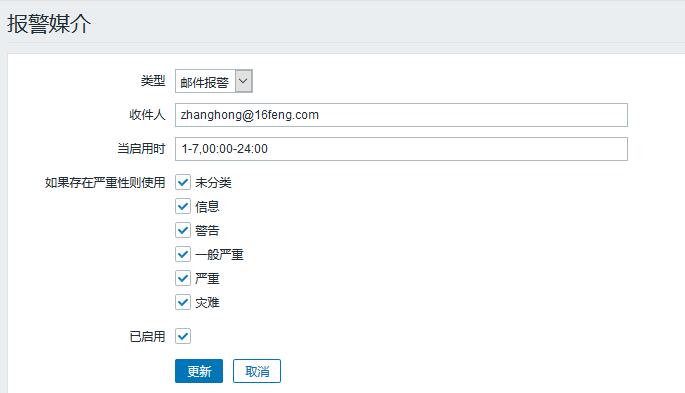 报警媒介
类型 邮件报警
收件人 zhanghong@16feng.com
当启用时 1-7,00:00-24:00
如果存在严重性则使用 未分类
信息
警告
一般严重
严重
灾难
已启用
更新 取消